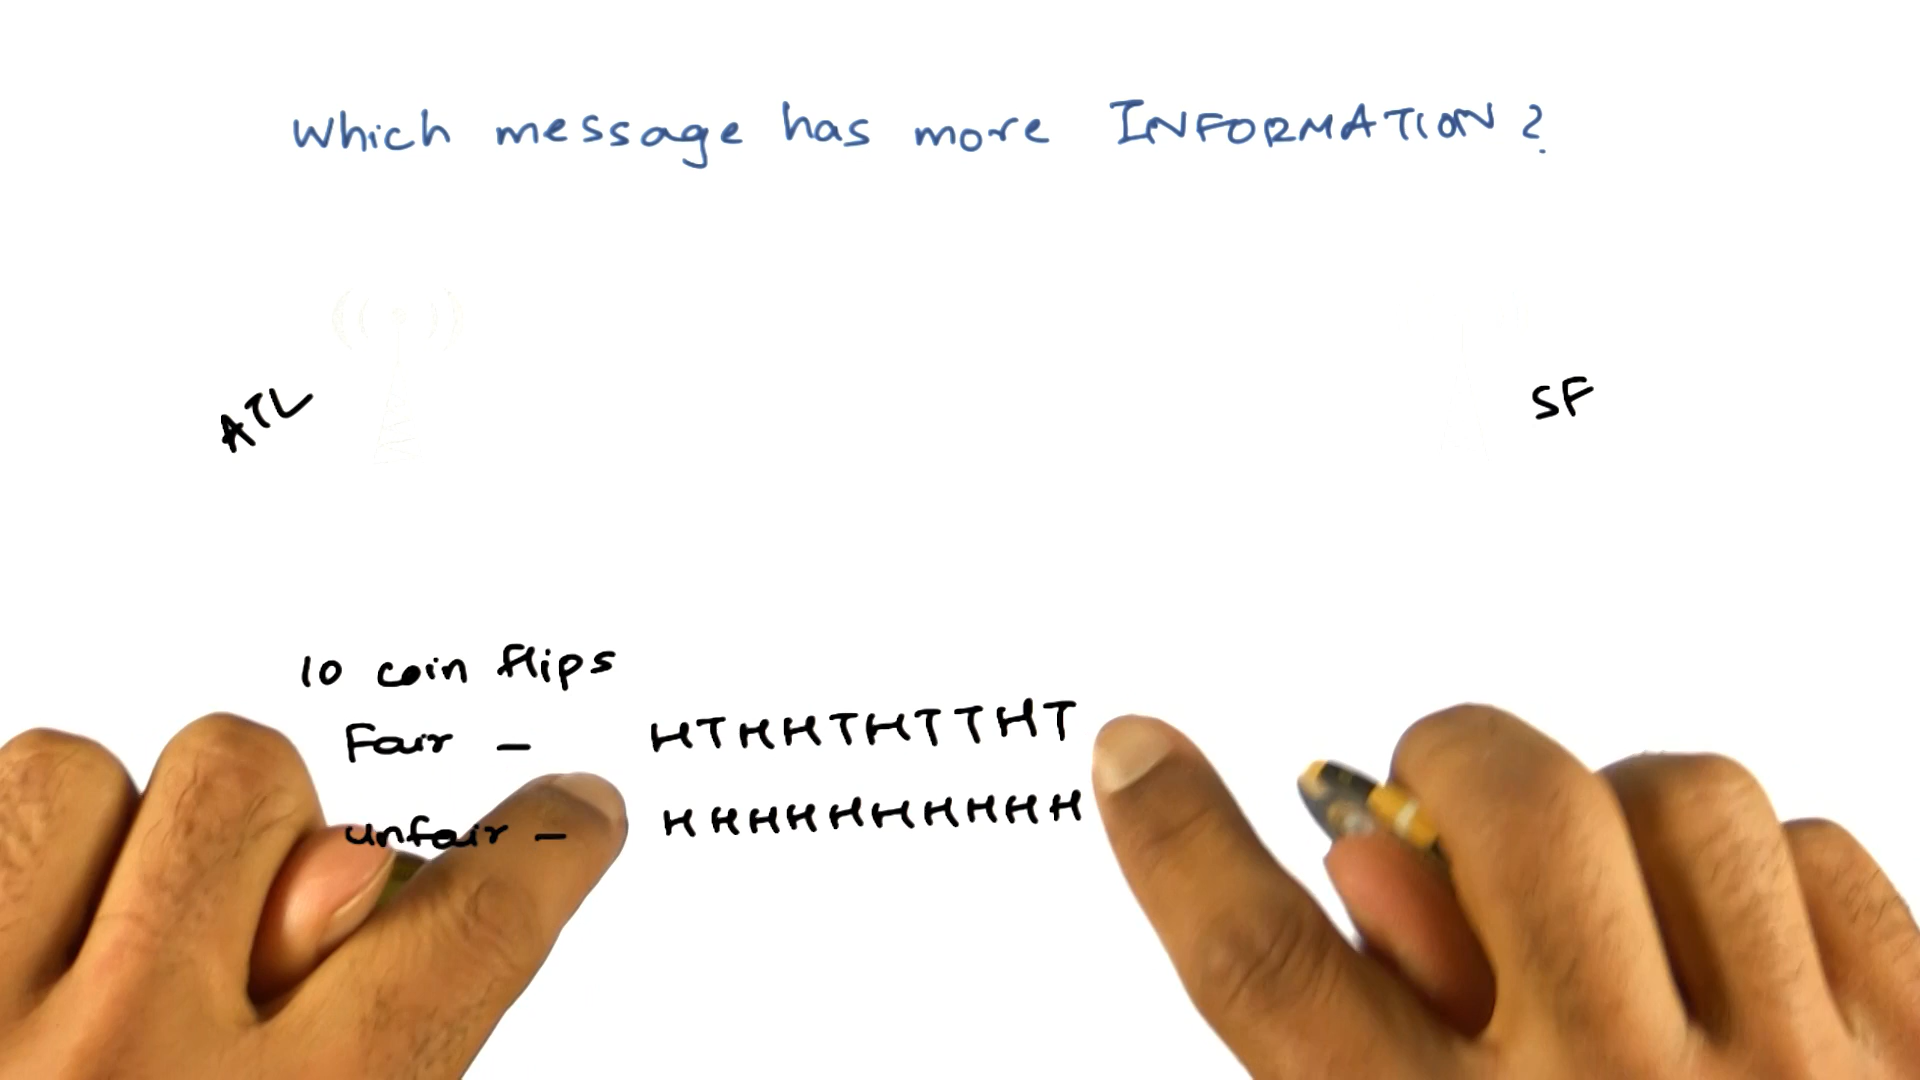 Which message has more INFORMATION?
ATL
SF
10 coin flips
Fair - HTHHTHTTHT
unfair - HHHHHHHHHH